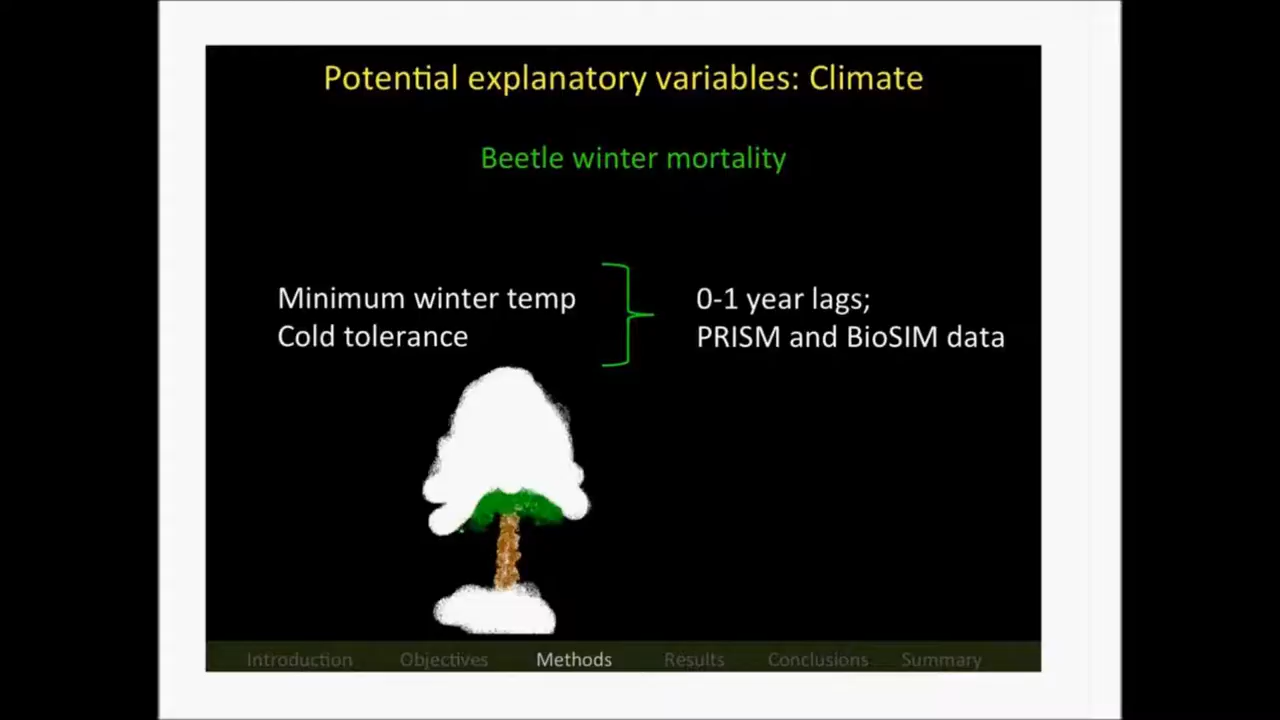 Potential explanatory variables: Climate
Beetle winter mortality
Minimum winter temp
Cold tolerance
0-1 year lags;
PRISM and BioSIM data
Introduction Objectives Methods Results Conclusions Summary